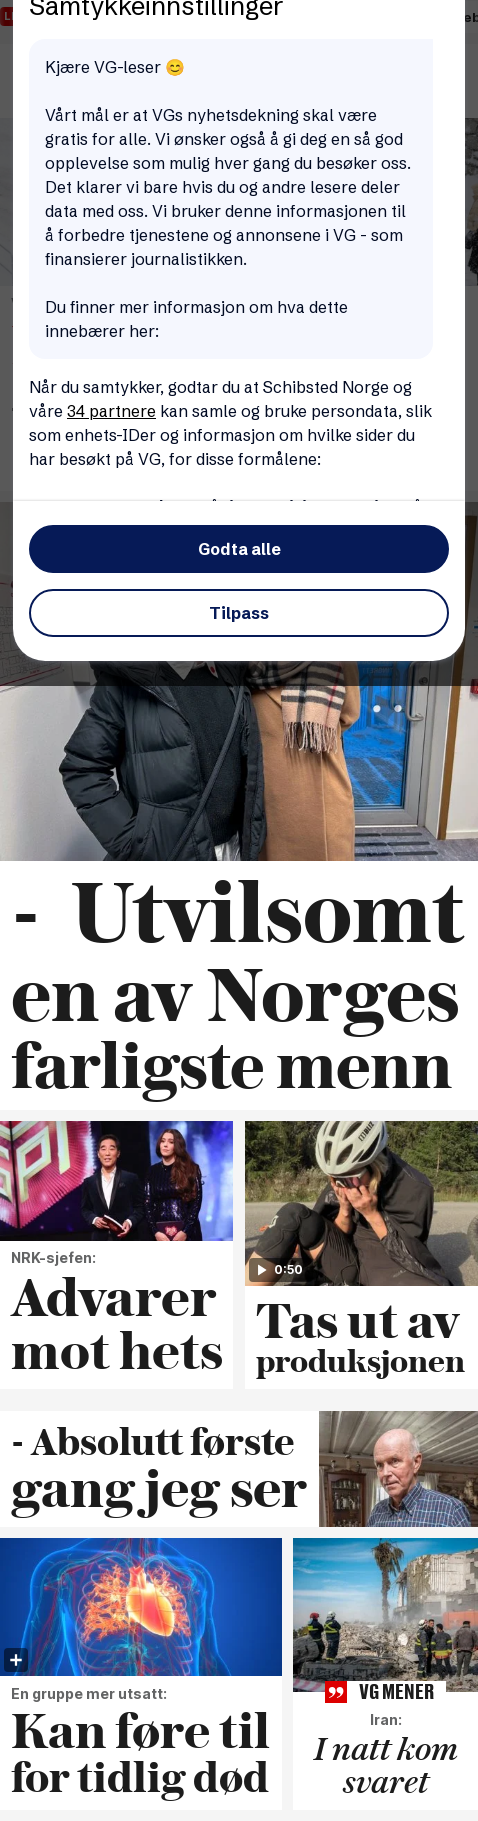 Samtykkeinnstillinger
Kjære VG-leser 😊
Vårt mål er at VGs nyhetsdekning skal være
gratis for alle. Vi ønsker også å gi deg en så god
opplevelse som mulig hver gang du besøker oss.
Det klarer vi bare hvis du og andre lesere deler
data med oss. Vi bruker denne informasjonen til
å forbedre tjenestene og annonsene i VG - som
finansierer journalistikken.
Du finner mer informasjon om hva dette
innebærer her:
Når du samtykker, godtar du at Schibsted Norge og
våre 34 partnere kan samle og bruke persondata, slik
som enhets-IDer og informasjon om hvilke sider du
har besøkt på VG, for disse formålene:
Godta alle
Tilpass
- Utvilsomt
en av Norges
farligste menn
NRK-sjefen:
Advarer
mot hets
0:50
Tas ut av
produksjonen
- Absolutt første
gang jeg ser
En gruppe mer utsatt:
Kan føre til
for tidlig død
VG MENER
Iran:
I natt kom
svaret